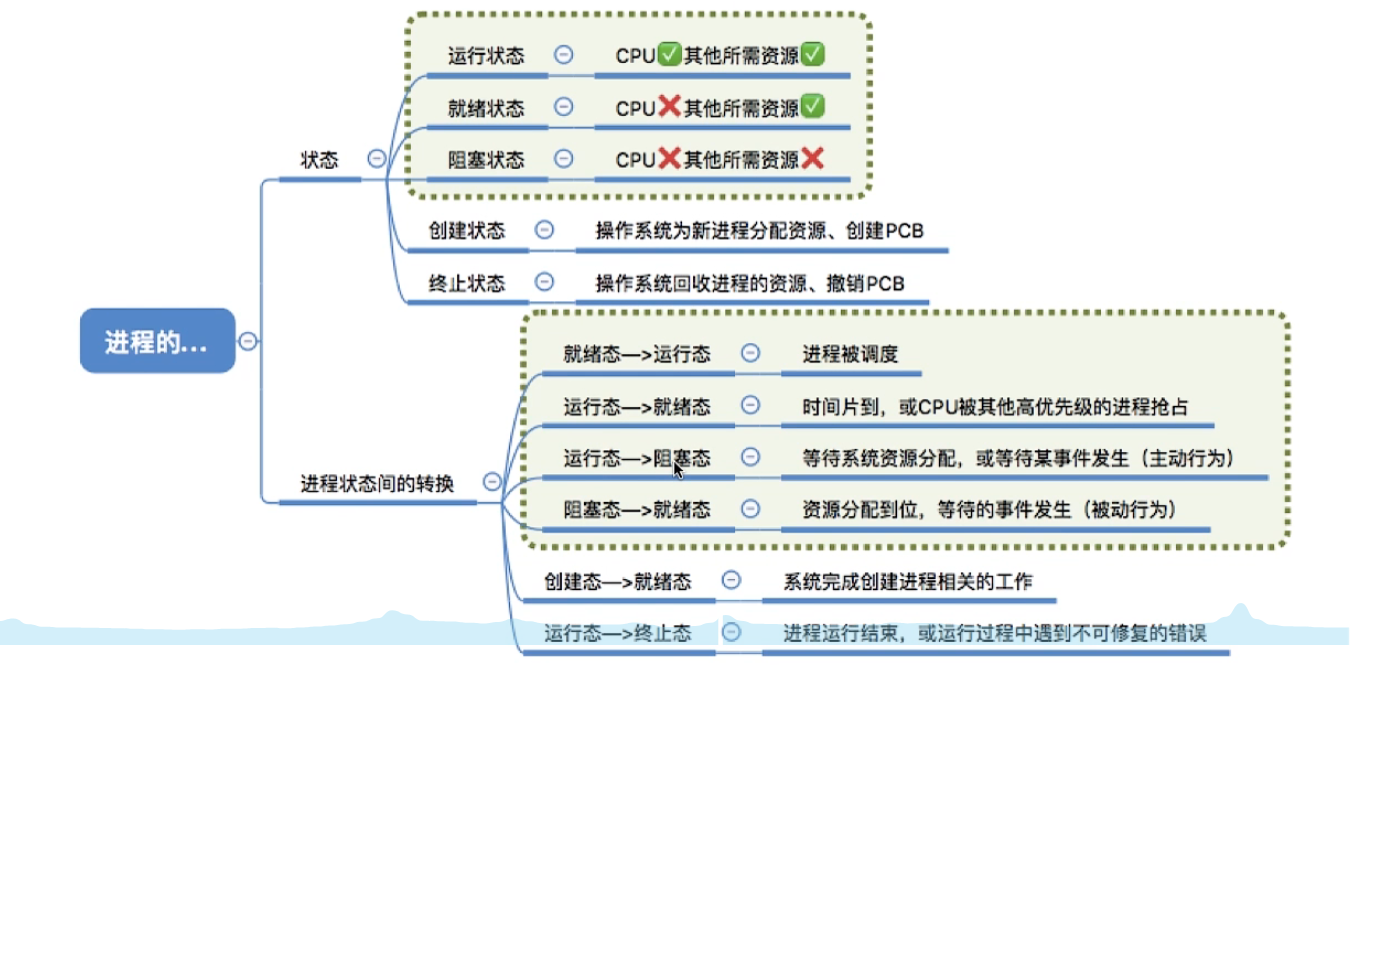 运行状态 CPU✅其他所需资源✅
就绪状态 CPU❌其他所需资源✅
状态 阻塞状态 CPU❌其他所需资源❌
创建状态 操作系统为新进程分配资源、创建PCB
终止状态 操作系统回收进程的资源、撤销PCB
进程的...
就绪态—>运行态 进程被调度
运行态—>就绪态 时间片到，或CPU被其他高优先级的进程抢占
运行态—>阻塞态 等待系统资源分配，或等待某事件发生（主动行为）
进程状态间的转换
阻塞态—>就绪态 资源分配到位，等待的事件发生（被动行为）
创建态—>就绪态 系统完成创建进程相关的工作
运行态—>终止态 进程运行结束，或运行过程中遇到不可修复的错误